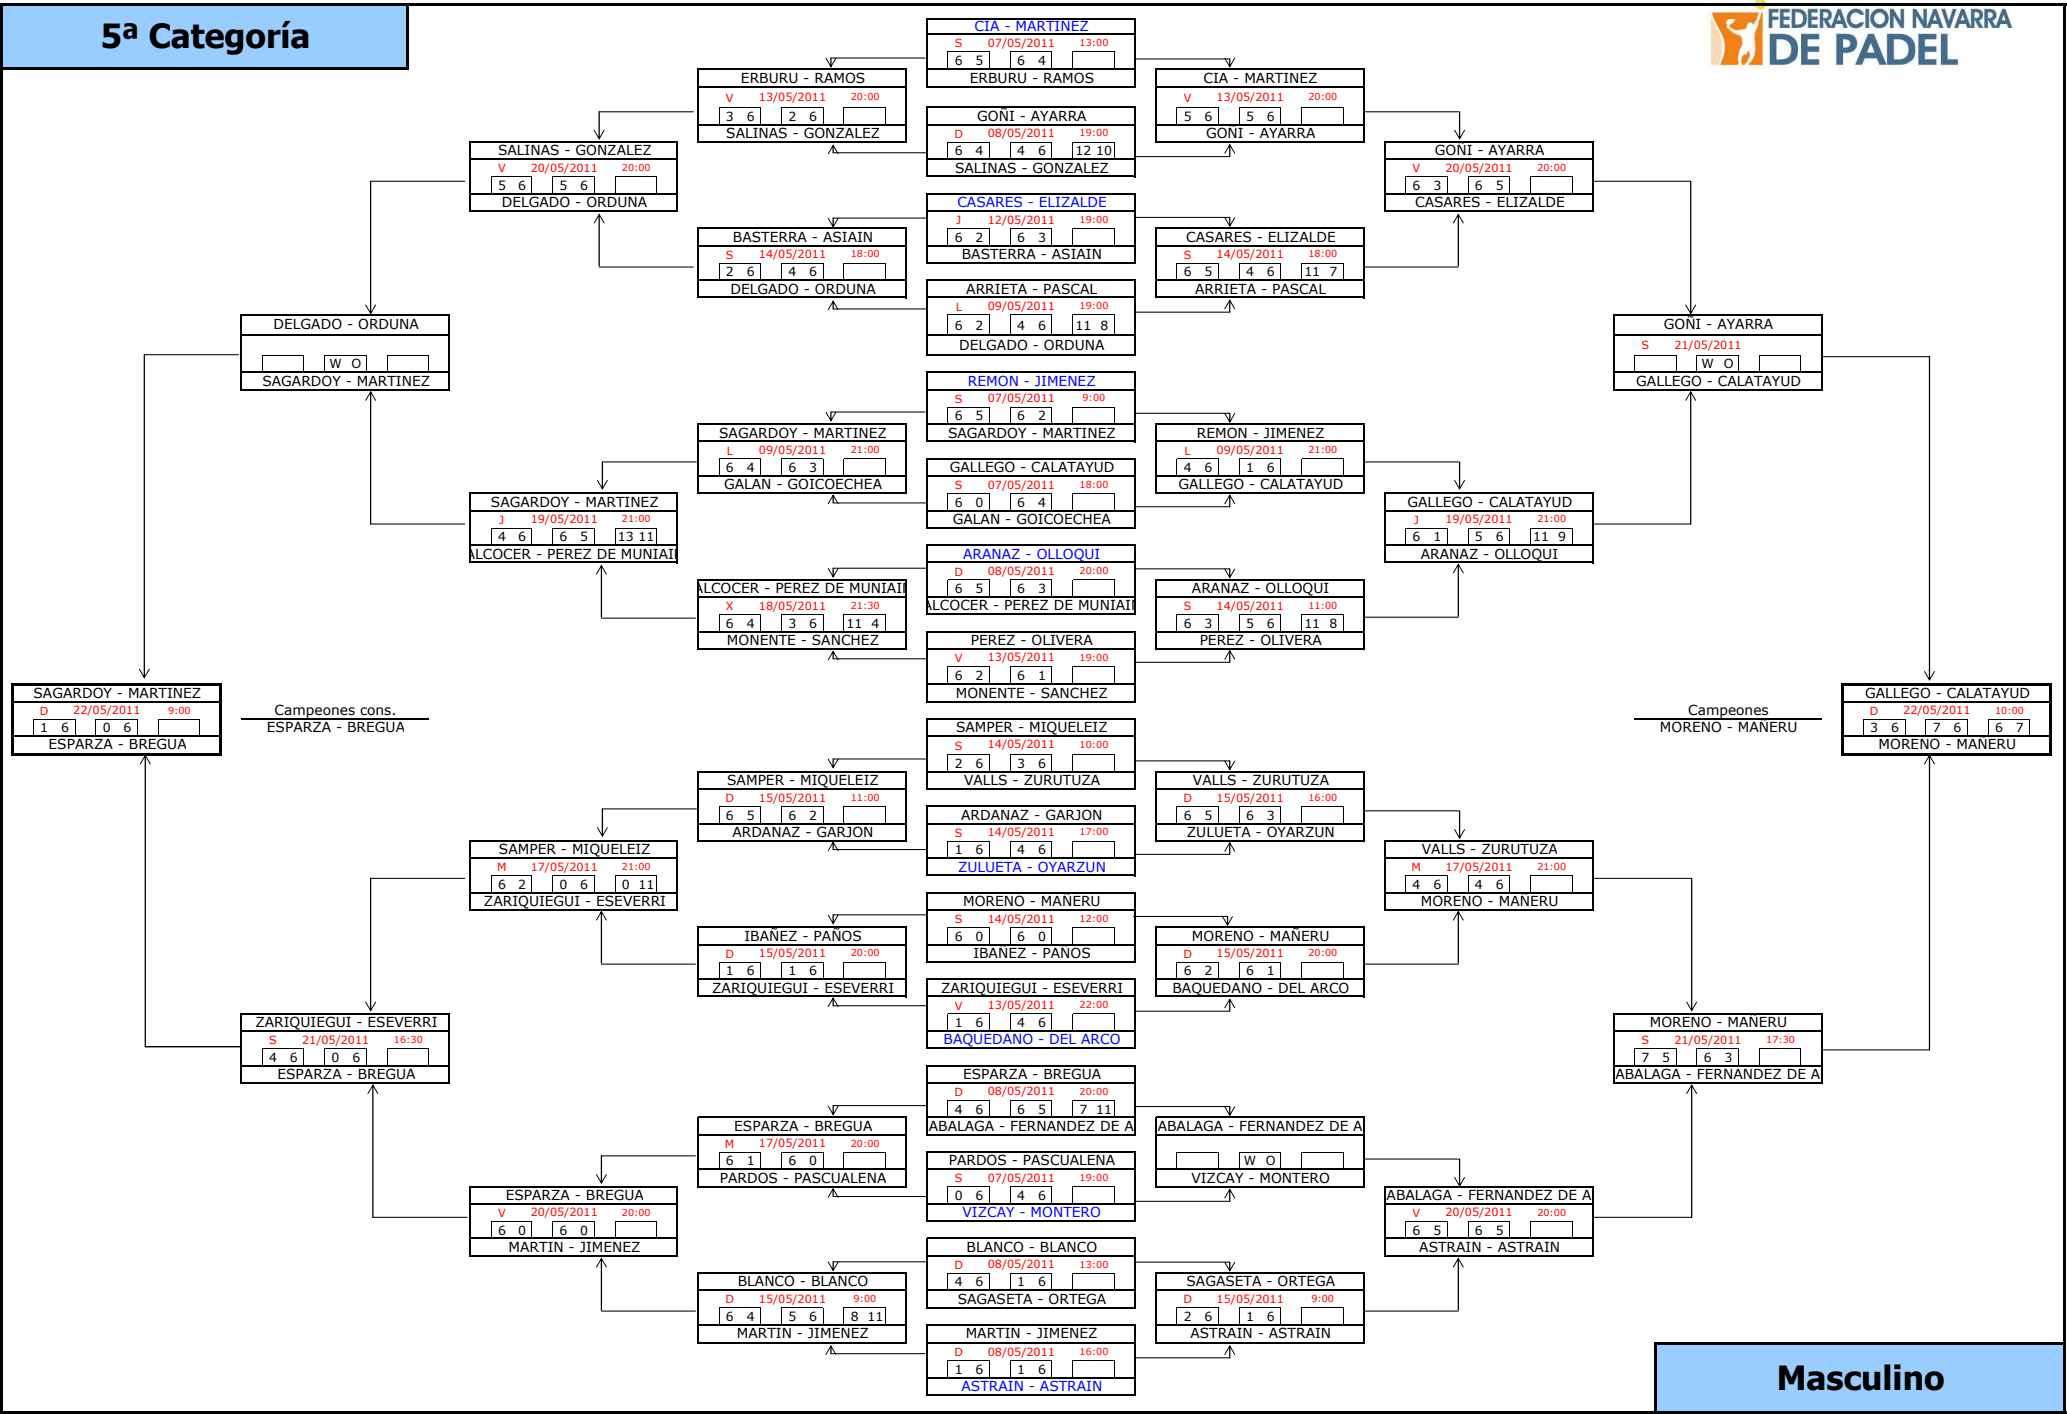 5ª Categoría
FEDERACION NAVARRA
DE PADEL
CIA - MARTINEZ
S 07/05/2011 13:00
6 5 6 4
ERBURU - RAMOS
GOÑI - AYARRA
D 08/05/2011 19:00
6 4 4 6 12 10
SALINAS - GONZALEZ
CASARES - ELIZALDE
J 12/05/2011 19:00
6 2 6 3
BASTERRA - ASIAIN
ARRIETA - PASCAL
L 09/05/2011 19:00
6 2 4 6 11 8
DELGADO - ORDUNA
REMON - JIMENEZ
S 07/05/2011 9:00
6 5 6 2
SAGARDOY - MARTINEZ
GALLEGO - CALATAYUD
S 07/05/2011 18:00
6 0 6 4
GALAN - GOICOECHEA
ARANAZ - OLLOQUI
D 08/05/2011 20:00
6 5 6 3
ALCOCER - PEREZ DE MUNIAI
PEREZ - OLIVERA
V 13/05/2011 19:00
6 2 6 1
MONENTE - SANCHEZ
SAMPER - MIQUELEIZ
S 14/05/2011 10:00
2 6 3 6
VALLS - ZURUTUZA
ARDANAZ - GARJON
S 14/05/2011 17:00
1 6 4 6
ZULUETA - OYARZUN
MORENO - MAÑERU
S 14/05/2011 12:00
6 0 6 0
IBAÑEZ - PAÑOS
ZARIQUIEGUI - ESEVERRI
V 13/05/2011 22:00
1 6 4 6
BAQUEDANO - DEL ARCO
ESPARZA - BREGUA
D 08/05/2011 20:00
4 6 6 5 7 11
ABALAGA - FERNANDEZ DE A
PARDOS - PASCUALENA
S 07/05/2011 19:00
0 6 4 6
VIZCAY - MONTERO
BLANCO - BLANCO
D 08/05/2011 13:00
4 6 1 6
SAGASETA - ORTEGA
MARTIN - JIMENEZ
D 08/05/2011 16:00
1 6 1 6
ASTRAIN - ASTRAIN
ERBURU - RAMOS
V 13/05/2011 20:00
3 6 2 6
SALINAS - GONZALEZ
BASTERRA - ASIAIN
S 14/05/2011 18:00
2 6 4 6
DELGADO - ORDUNA
SAGARDOY - MARTINEZ
L 09/05/2011 21:00
6 4 6 3
GALAN - GOICOECHEA
ALCOCER - PEREZ DE MUNIAI
X 18/05/2011 21:30
6 4 3 6 11 4
MONENTE - SANCHEZ
SAMPER - MIQUELEIZ
D 15/05/2011 11:00
6 5 6 2
ARDANAZ - GARJON
IBAÑEZ - PAÑOS
D 15/05/2011 20:00
1 6 1 6
ZARIQUIEGUI - ESEVERRI
ESPARZA - BREGUA
M 17/05/2011 20:00
6 1 6 0
PARDOS - PASCUALENA
BLANCO - BLANCO
D 15/05/2011 9:00
6 4 5 6 8 11
MARTIN - JIMENEZ
SALINAS - GONZALEZ
V 20/05/2011 20:00
5 6 5 6
DELGADO - ORDUNA
SAGARDOY - MARTINEZ
J 19/05/2011 21:00
4 6 6 5 13 11
ALCOCER - PEREZ DE MUNIAI
SAMPER - MIQUELEIZ
M 17/05/2011 21:00
6 2 0 6 0 11
ZARIQUIEGUI - ESEVERRI
ESPARZA - BREGUA
V 20/05/2011 20:00
6 0 6 0
MARTIN - JIMENEZ
DELGADO - ORDUNA
W O
SAGARDOY - MARTINEZ
ZARIQUIEGUI - ESEVERRI
S 21/05/2011 16:30
4 6 0 6
ESPARZA - BREGUA
SAGARDOY - MARTINEZ
D 22/05/2011 9:00
1 6 0 6
ESPARZA - BREGUA
Campeones cons.
ESPARZA - BREGUA
CIA - MARTINEZ
V 13/05/2011 20:00
5 6 5 6
GOÑI - AYARRA
CASARES - ELIZALDE
S 14/05/2011 18:00
6 5 4 6 11 7
ARRIETA - PASCAL
REMON - JIMENEZ
L 09/05/2011 21:00
4 6 1 6
GALLEGO - CALATAYUD
ARANAZ - OLLOQUI
S 14/05/2011 11:00
6 3 5 6 11 8
PEREZ - OLIVERA
VALLS - ZURUTUZA
D 15/05/2011 16:00
6 5 6 3
ZULUETA - OYARZUN
MORENO - MAÑERU
D 15/05/2011 20:00
6 2 6 1
BAQUEDANO - DEL ARCO
ABALAGA - FERNANDEZ DE A
W O
VIZCAY - MONTERO
SAGASETA - ORTEGA
D 15/05/2011 9:00
2 6 1 6
ASTRAIN - ASTRAIN
GOÑI - AYARRA
V 20/05/2011 20:00
6 3 6 5
CASARES - ELIZALDE
GALLEGO - CALATAYUD
J 19/05/2011 21:00
6 1 5 6 11 9
ARANAZ - OLLOQUI
VALLS - ZURUTUZA
M 17/05/2011 21:00
4 6 4 6
MORENO - MAÑERU
ABALAGA - FERNANDEZ DE A
V 20/05/2011 20:00
6 5 6 5
ASTRAIN - ASTRAIN
GOÑI - AYARRA
S 21/05/2011
W O
GALLEGO - CALATAYUD
MORENO - MAÑERU
S 21/05/2011 17:30
7 5 6 3
ABALAGA - FERNANDEZ DE A
Campeones
MORENO - MAÑERU
GALLEGO - CALATAYUD
D 22/05/2011 10:00
3 6 7 6 6 7
MORENO - MAÑERU
Masculino